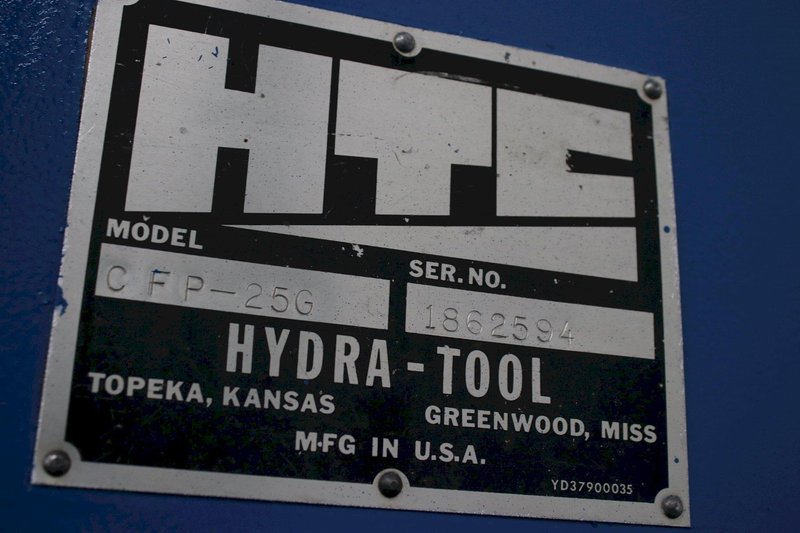 HTC
MODEL
CFP-25G
SER. NO.
1862594
HYDRA-TOOL
TOPEKA, KANSAS
GREENWOOD, MISS
M·FG IN U.S.A.
YD37900035